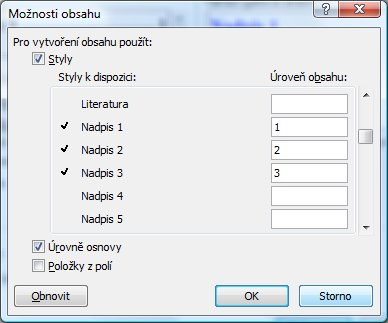 Možnosti obsahu
Pro vytvoření obsahu použít:
Styly
Styly k dispozici: Úroveň obsahu:
Literatura
Nadpis 1 1
Nadpis 2 2
Nadpis 3 3
Nadpis 4
Nadpis 5
Úrovně osnovy
Položky z polí
Obnovit OK Storno